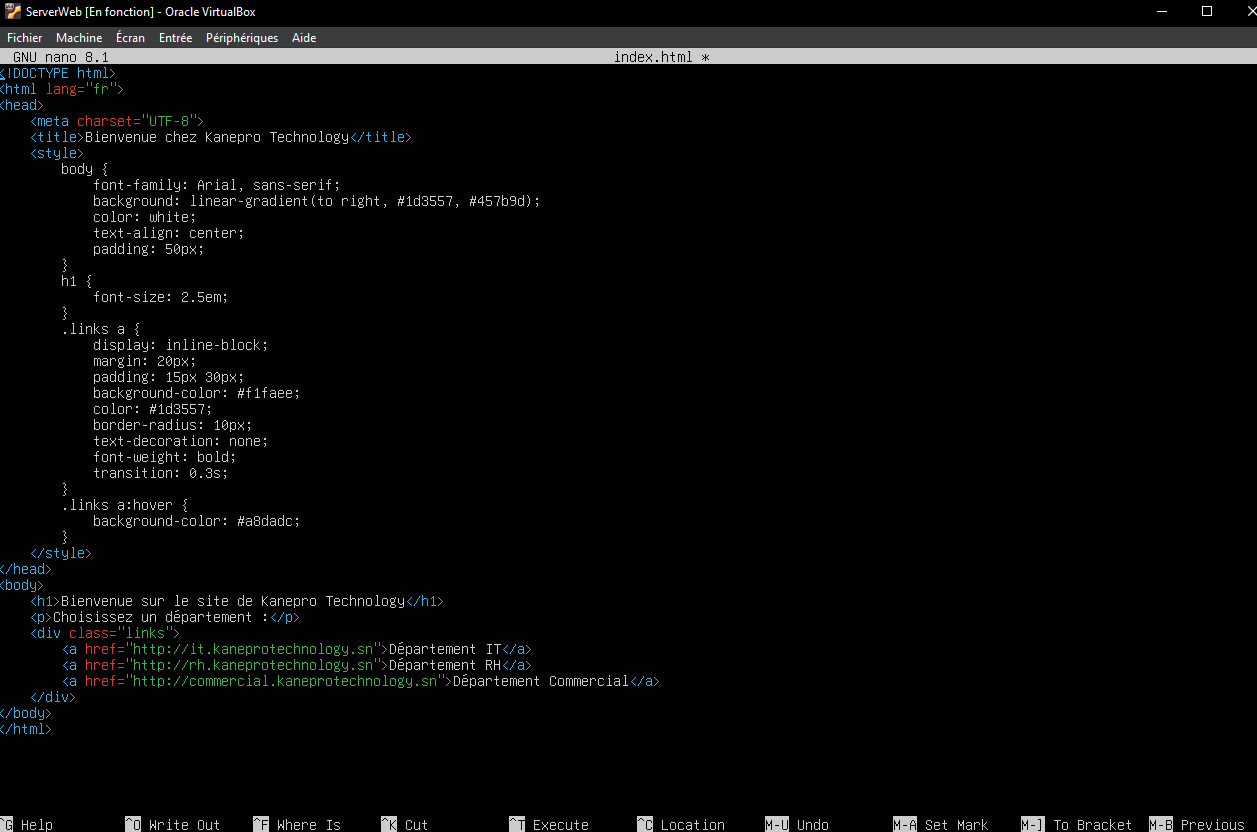 ServerWeb [En fonction] - Oracle VirtualBox
Fichier Machine Écran Entrée Périphériques Aide
GNU nano 8.1 index.html *
<!DOCTYPE html>
<html lang="fr">
<head>
    <meta charset="UTF-8">
    <title>Bienvenue chez Kanepro Technology</title>
    <style>
        body {
            font-family: Arial, sans-serif;
            background: linear-gradient(to right, #1d3557, #457b9d);
            color: white;
            text-align: center;
            padding: 50px;
        }
        h1 {
            font-size: 2.5em;
        }
        .links a {
            display: inline-block;
            margin: 20px;
            padding: 15px 30px;
            background-color: #f1faee;
            color: #1d3557;
            border-radius: 10px;
            text-decoration: none;
            font-weight: bold;
            transition: 0.3s;
        }
        .links a:hover {
            background-color: #a8dadc;
        }
    </style>
</head>
<body>
    <h1>Bienvenue sur le site de Kanepro Technology</h1>
    <p>Choisissez un département :</p>
    <div class="links">
        <a href="http://it.kaneprotechnology.sn">Département IT</a>
        <a href="http://rh.kaneprotechnology.sn">Département RH</a>
        <a href="http://commercial.kaneprotechnology.sn">Département Commercial</a>
    </div>
</body>
</html>
^G Help ^O Write Out ^F Where Is ^K Cut ^T Execute ^C Location M-U Undo M-A Set Mark M-] To Bracket M-B Previous